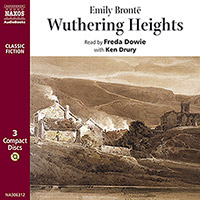 NAXOS
AudioBooks
CLASSIC
FICTION
3
Compact
Discs
NA306312
Emily Brontë
Wuthering Heights
Read by Freda Dowie
with Ken Drury